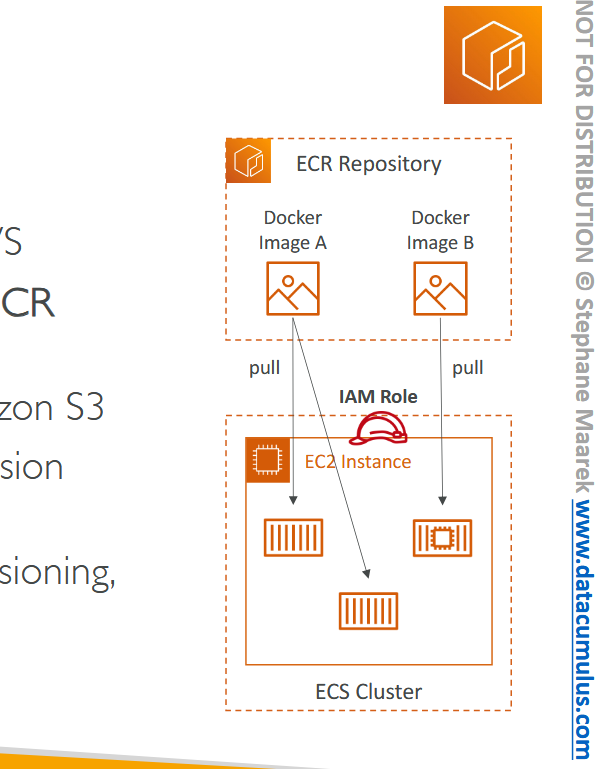 ECR Repository
Docker
Image A
Docker
Image B
pull
pull
IAM Role
EC2 Instance
ECS Cluster
CR
zon S3
sion
sioning,
NOT FOR DISTRIBUTION © Stephane Maarek www.datacumulus.com